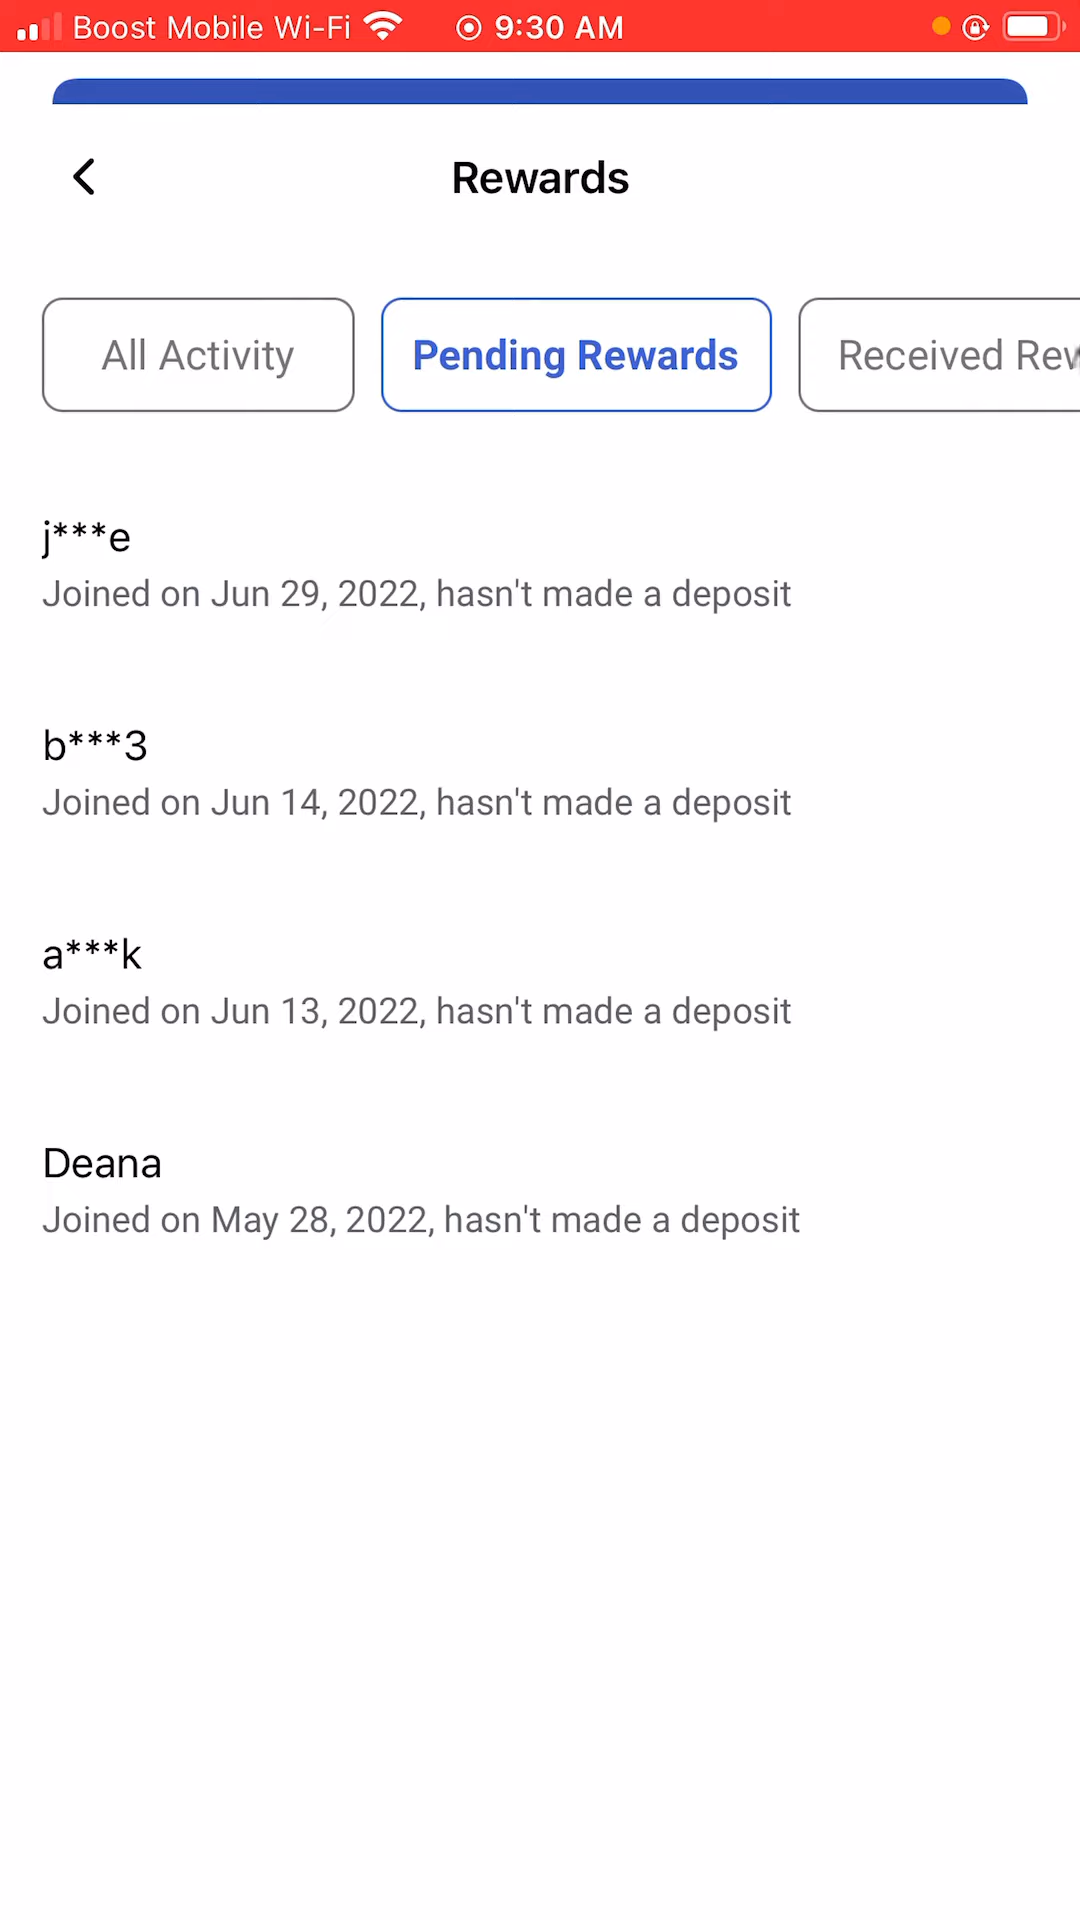 Boost Mobile Wi-Fi 9:30 AM
Rewards
All Activity
Pending Rewards
Received
j***e
Joined on Jun 29, 2022, hasn't made a deposit
b***3
Joined on Jun 14, 2022, hasn't made a deposit
a***k
Joined on Jun 13, 2022, hasn't made a deposit
Deana
Joined on May 28, 2022, hasn't made a deposit